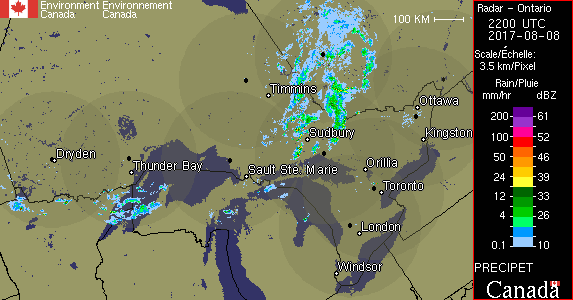 Environment Environnement
Canada Canada
100 KM
Timmins
Ottawa
Sudbury
Kingston
Dryden
Thunder Bay
Sault Ste. Marie
Orillia
Toronto
London
Windsor
Radar - Ontario
2200 UTC
2017-08-08
Scale/Échelle:
3.5 km/Pixel
Rain/Pluie
mm/hr dBZ
200 61
100 52
50 46
24 39
12 33
4 26
0.1 10
PRECIPET
Canada